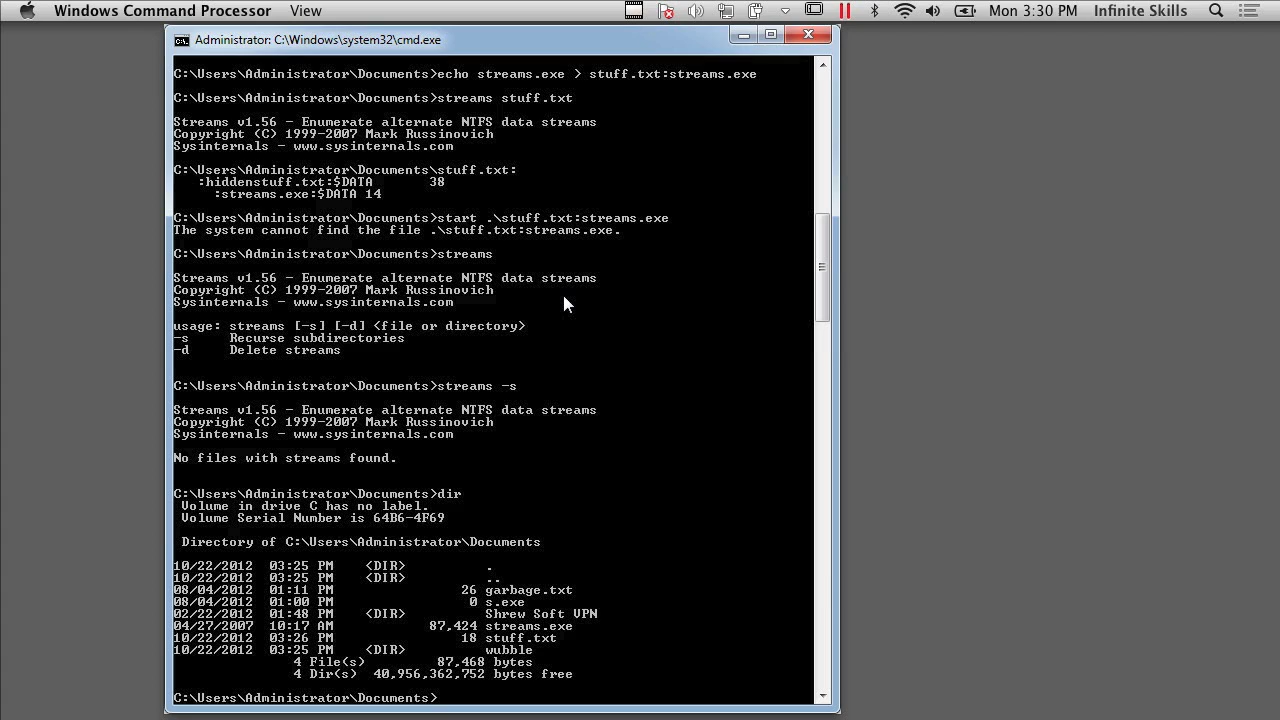 Windows Command Processor View Mon 3:30 PM Infinite Skills
Administrator: C:\Windows\system32\cmd.exe
C:\Users\Administrator\Documents>echo streams.exe > stuff.txt:streams.exe
C:\Users\Administrator\Documents>streams stuff.txt
Streams v1.56 - Enumerate alternate NTFS data streams
Copyright (C) 1999-2007 Mark Russinovich
Sysinternals - www.sysinternals.com
C:\Users\Administrator\Documents\stuff.txt:
:hiddenstuff.txt:$DATA 38
:streams.exe:$DATA 14
C:\Users\Administrator\Documents>start .\stuff.txt:streams.exe
The system cannot find the file .\stuff.txt:streams.exe.
C:\Users\Administrator\Documents>streams
Streams v1.56 - Enumerate alternate NTFS data streams
Copyright (C) 1999-2007 Mark Russinovich
Sysinternals - www.sysinternals.com
usage: streams [-s] [-d] <file or directory>
-s Recurse subdirectories
-d Delete streams
C:\Users\Administrator\Documents>streams -s
Streams v1.56 - Enumerate alternate NTFS data streams
Copyright (C) 1999-2007 Mark Russinovich
Sysinternals - www.sysinternals.com
No files with streams found.
C:\Users\Administrator\Documents>dir
Volume in drive C has no label.
Volume Serial Number is 64B6-4F69
Directory of C:\Users\Administrator\Documents
10/22/2012 03:25 PM <DIR> .
10/22/2012 03:25 PM <DIR> ..
08/04/2012 01:11 PM 26 garbage.txt
08/04/2012 01:00 PM 0 s.exe
02/22/2012 01:48 PM <DIR> Shrew Soft VPN
04/27/2007 10:17 AM 87,424 streams.exe
10/22/2012 03:26 PM 18 stuff.txt
10/22/2012 03:25 PM <DIR> wubble
4 File(s) 87,468 bytes
4 Dir(s) 40,956,362,752 bytes free
C:\Users\Administrator\Documents>